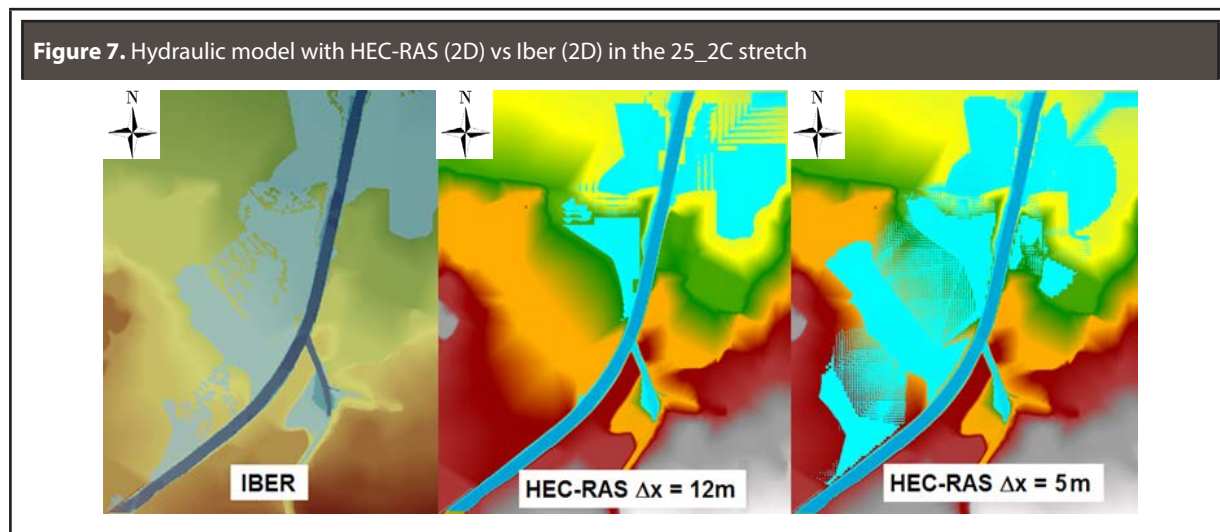 Figure 7. Hydraulic model with HEC-RAS (2D) vs Iber (2D) in the 25_2C stretch
N
N
N
IBER
HEC-RAS Δx = 12m
HEC-RAS Δx = 5m